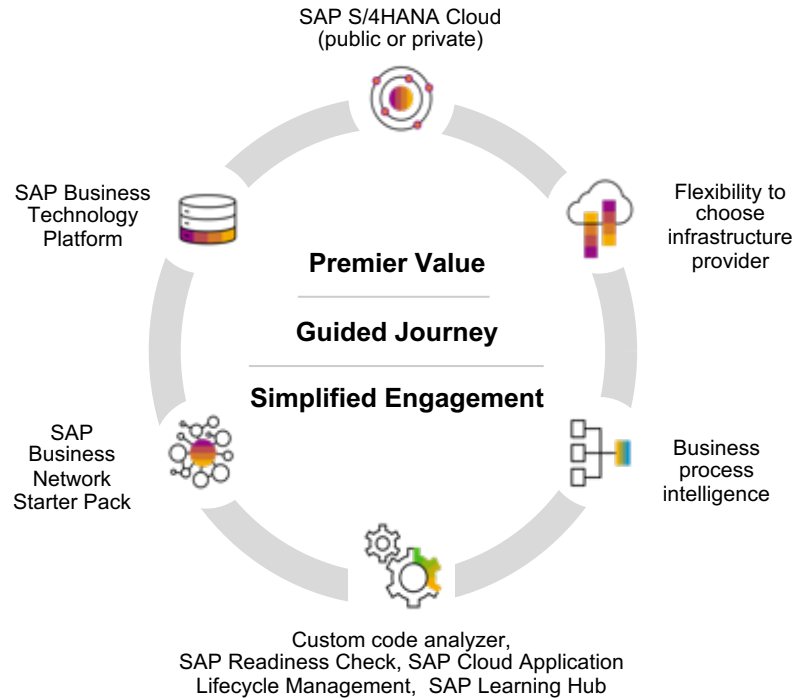 SAP S/4HANA Cloud
(public or private)
SAP Business
Technology
Platform
Flexibility to
choose
infrastructure
provider
Premier Value
Guided Journey
Simplified Engagement
SAP
Business
Network
Starter Pack
Business
process
intelligence
Custom code analyzer,
SAP Readiness Check, SAP Cloud Application
Lifecycle Management, SAP Learning Hub